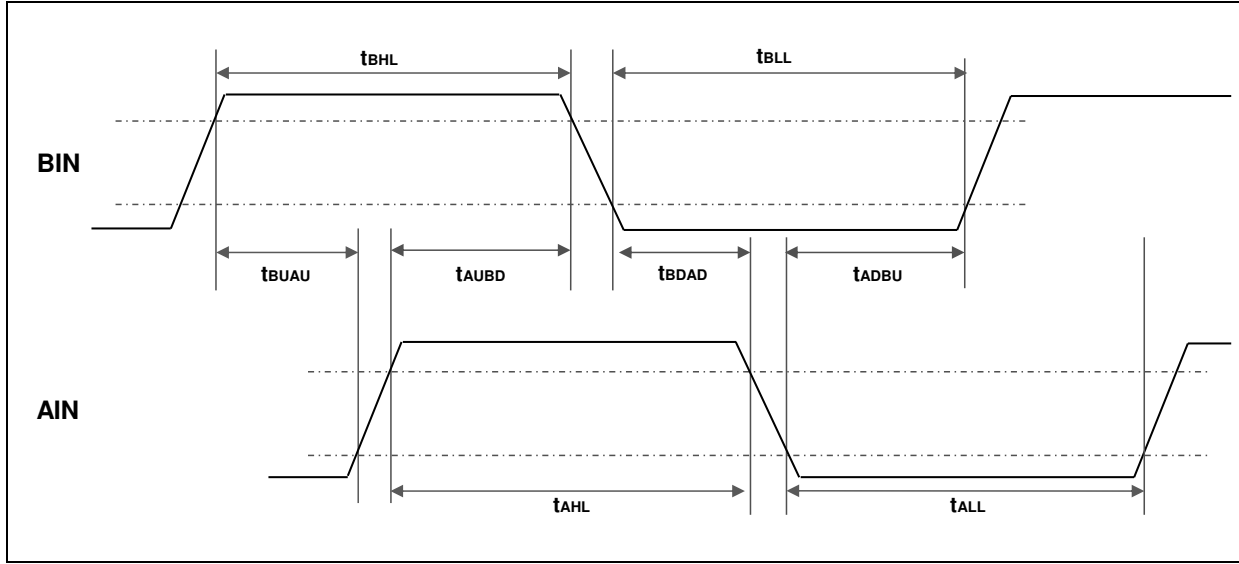 tBHL
tBLL
BIN
tBUAU
tAUBD
tBDAD
tADBU
AIN
tAHL
tALL